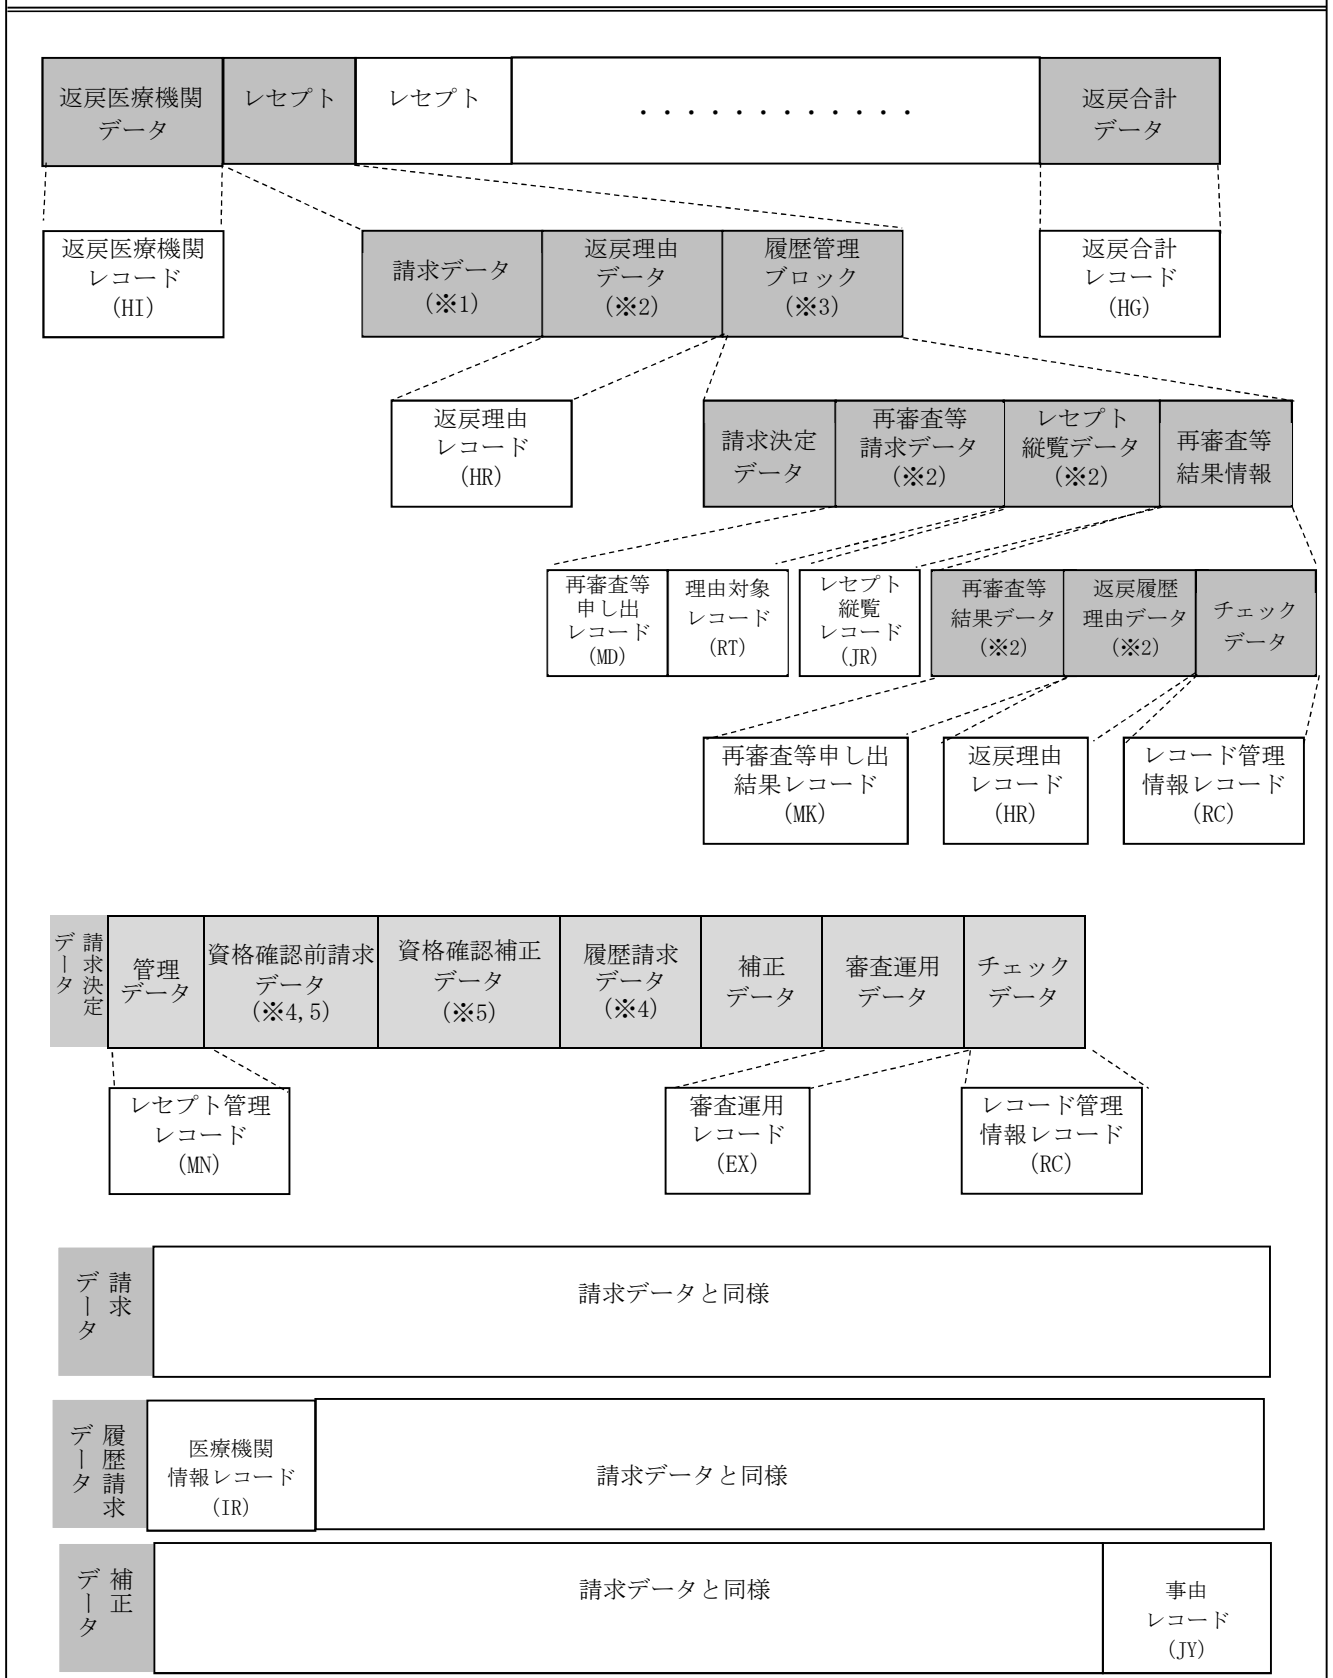 返戻医療機関
データ
レセプト
レセプト
・・・・・・・・・・・・
返戻合計
データ
返戻医療機関
レコード
(HI)
請求データ
(※1)
返戻理由
データ
(※2)
履歴管理
ブロック
(※3)
返戻合計
レコード
(HG)
返戻理由
レコード
(HR)
請求決定
データ
再審査等
請求データ
(※2)
レセプト
縦覧データ
(※2)
再審査等
結果情報
再審査等
申し出
レコード
(MD)
理由対象
レコード
(RT)
レセプト
縦覧
レコード
(JR)
再審査等
結果データ
(※2)
返戻履歴
理由データ
(※2)
チェック
データ
再審査等申し出
結果レコード
(MK)
返戻理由
レコード
(HR)
レコード管理
情報レコード
(RC)
請求決定
データ
管理
データ
資格確認前請求
データ
(※4,5)
資格確認補正
データ
(※5)
履歴請求
データ
(※4)
補正
データ
審査運用
データ
チェック
データ
レセプト管理
レコード
(MN)
審査運用
レコード
(EX)
レコード管理
情報レコード
(RC)
請求
データ
請求データと同様
履歴請求
データ
医療機関
情報レコード
(IR)
請求データと同様
補正
データ
請求データと同様
事由
レコード
(JY)